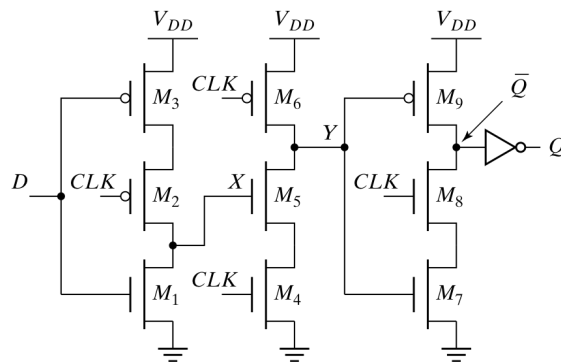 V_DD V_DD V_DD
CLK
M_3 M_6 M_9
Q̅
Y
Q
D
CLK
M_2
X
M_5
CLK
M_8
M_1
CLK
M_4 M_7